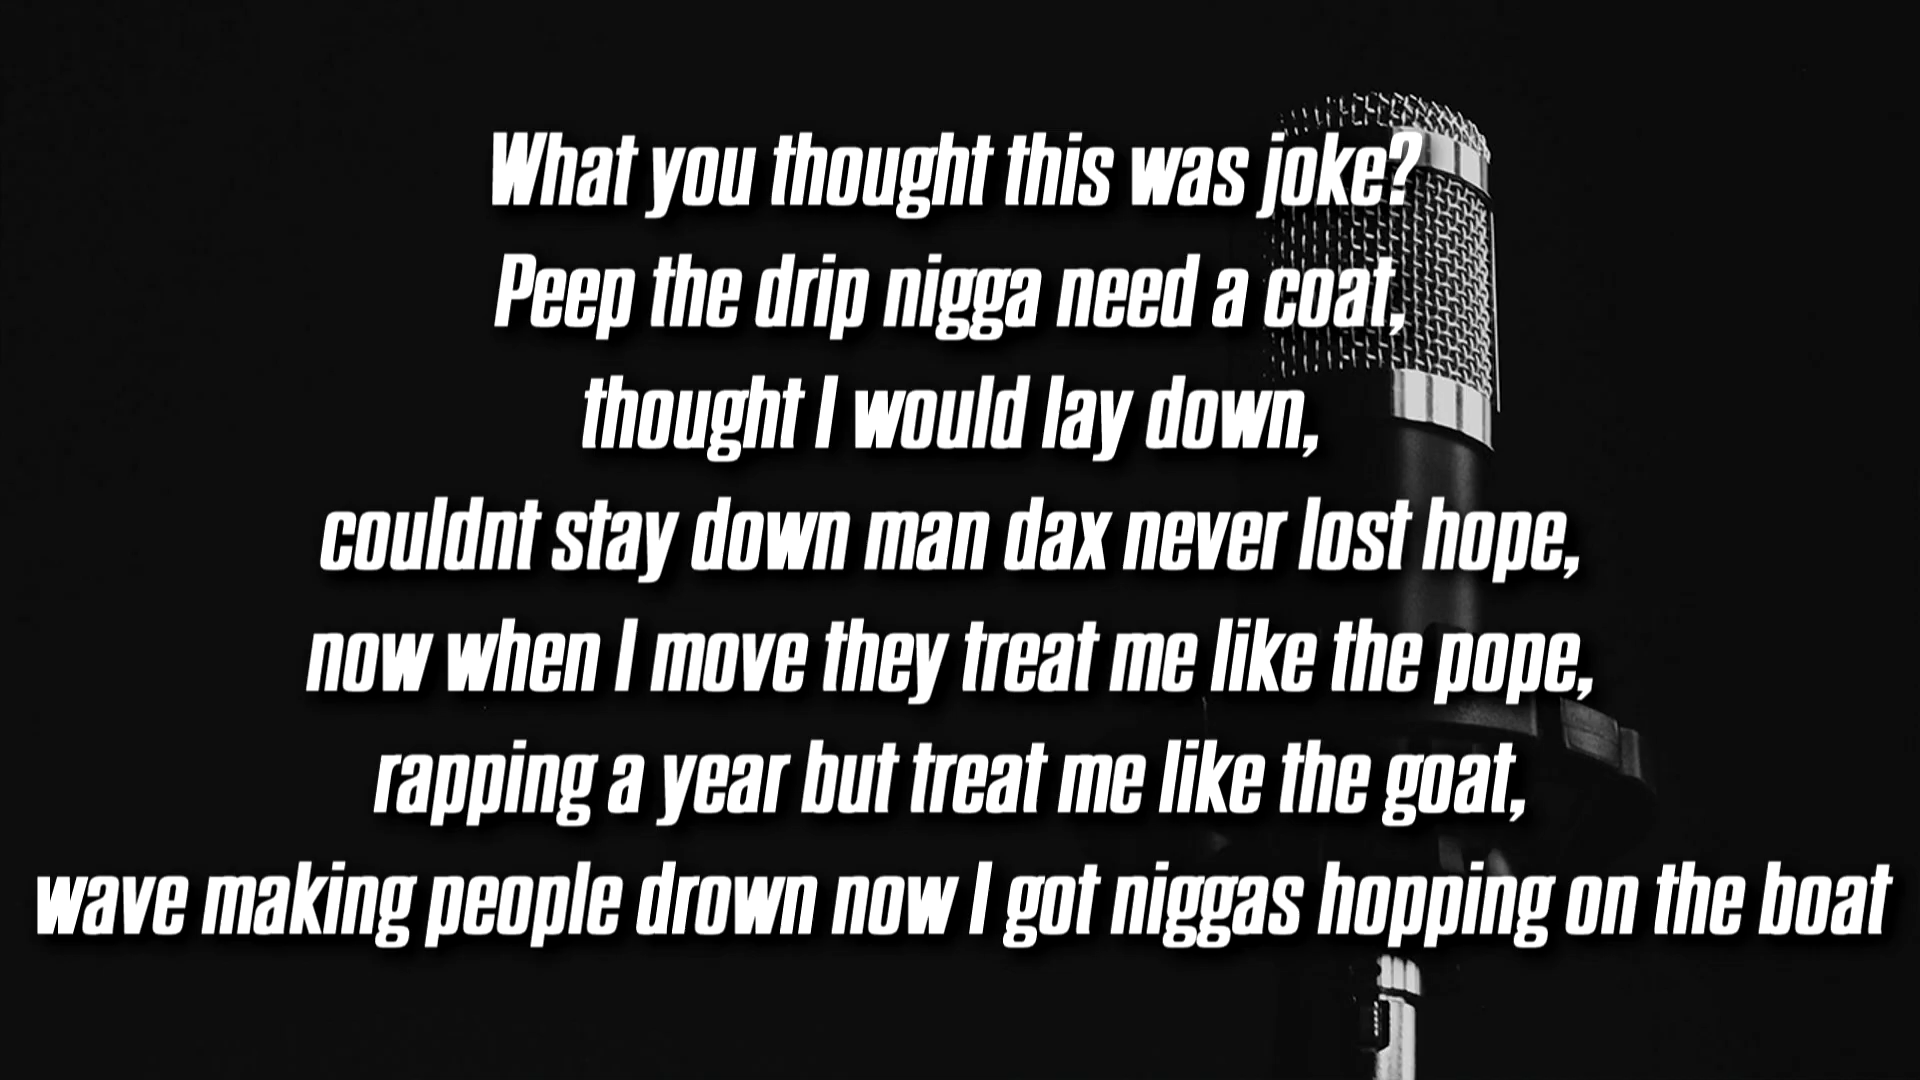 What you thought this was joke?
Peep the drip nigga need a coat,
thought I would lay down,
couldnt stay down man dax never lost hope,
now when I move they treat me like the pope,
rapping a year but treat me like the goat,
wave making people drown now I got niggas hopping on the boat